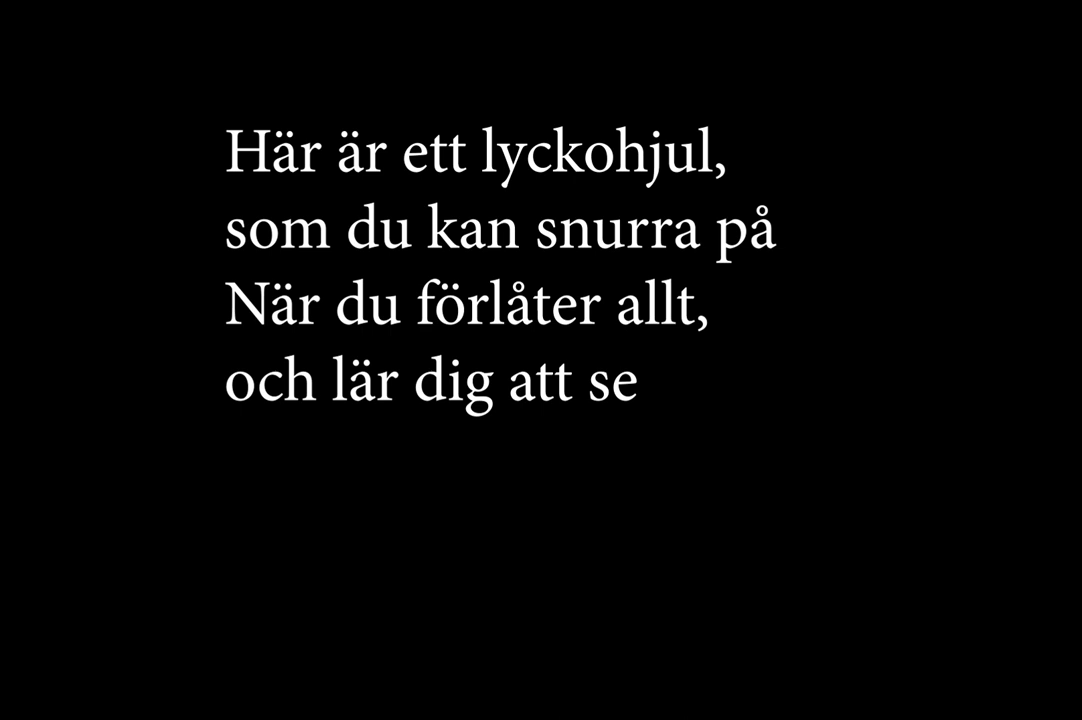 Här är ett lyckohjul,
som du kan snurra på
När du förlåter allt,
och lär dig att se